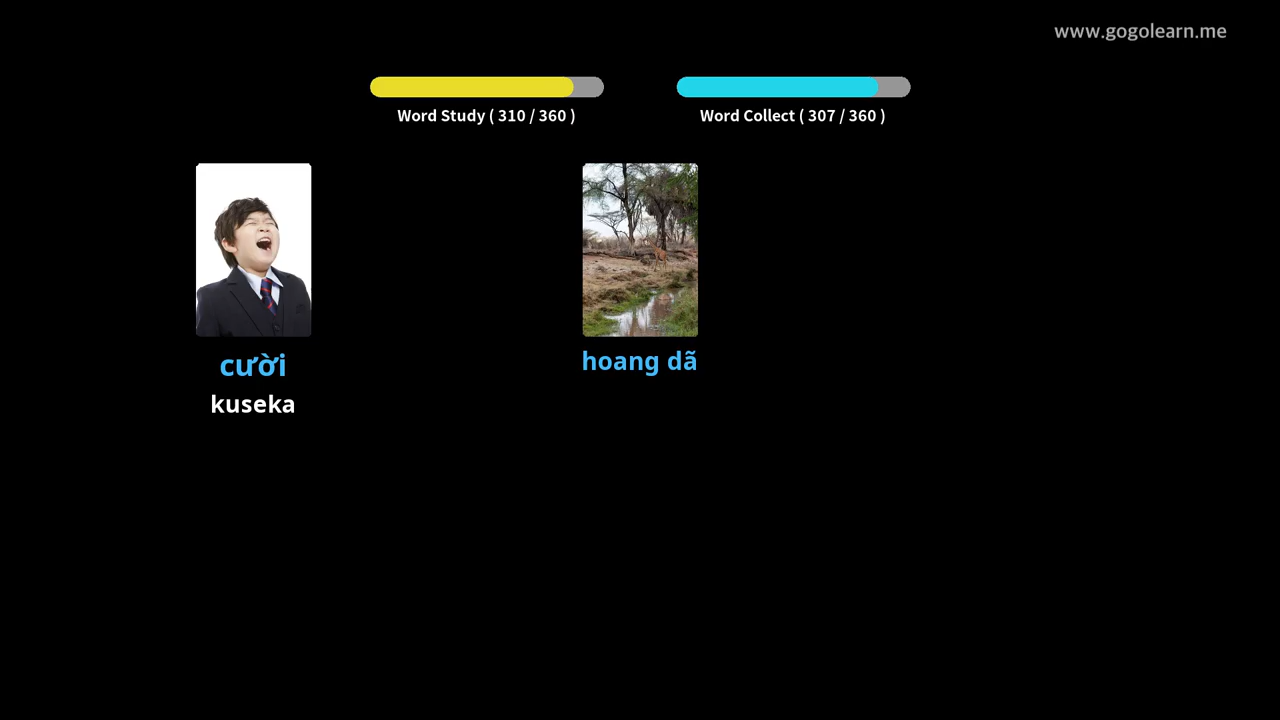 www.gogolearn.me
Word Study ( 310 / 360 )
Word Collect ( 307 / 360 )
cười
kuseka
hoang dã